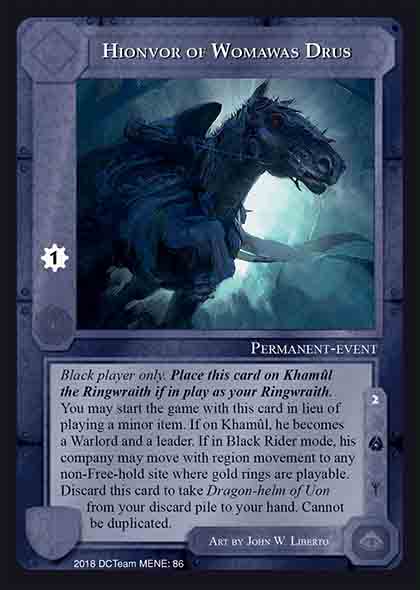 Hionvor of Womawas Drus
1
Permanent-event
Black player only. Place this card on Khamûl
the Ringwraith if in play as your Ringwraith.
You may start the game with this card in lieu of
playing a minor item. If on Khamûl, he becomes
a Warlord and a leader. If in Black Rider mode, his
company may move with region movement to any
non-Free-hold site where gold rings are playable.
Discard this card to take Dragon-helm of Uon
from your discard pile to your hand. Cannot
be duplicated.
2
Art by John W. Liberto
2018 DCTeam MENE: 86